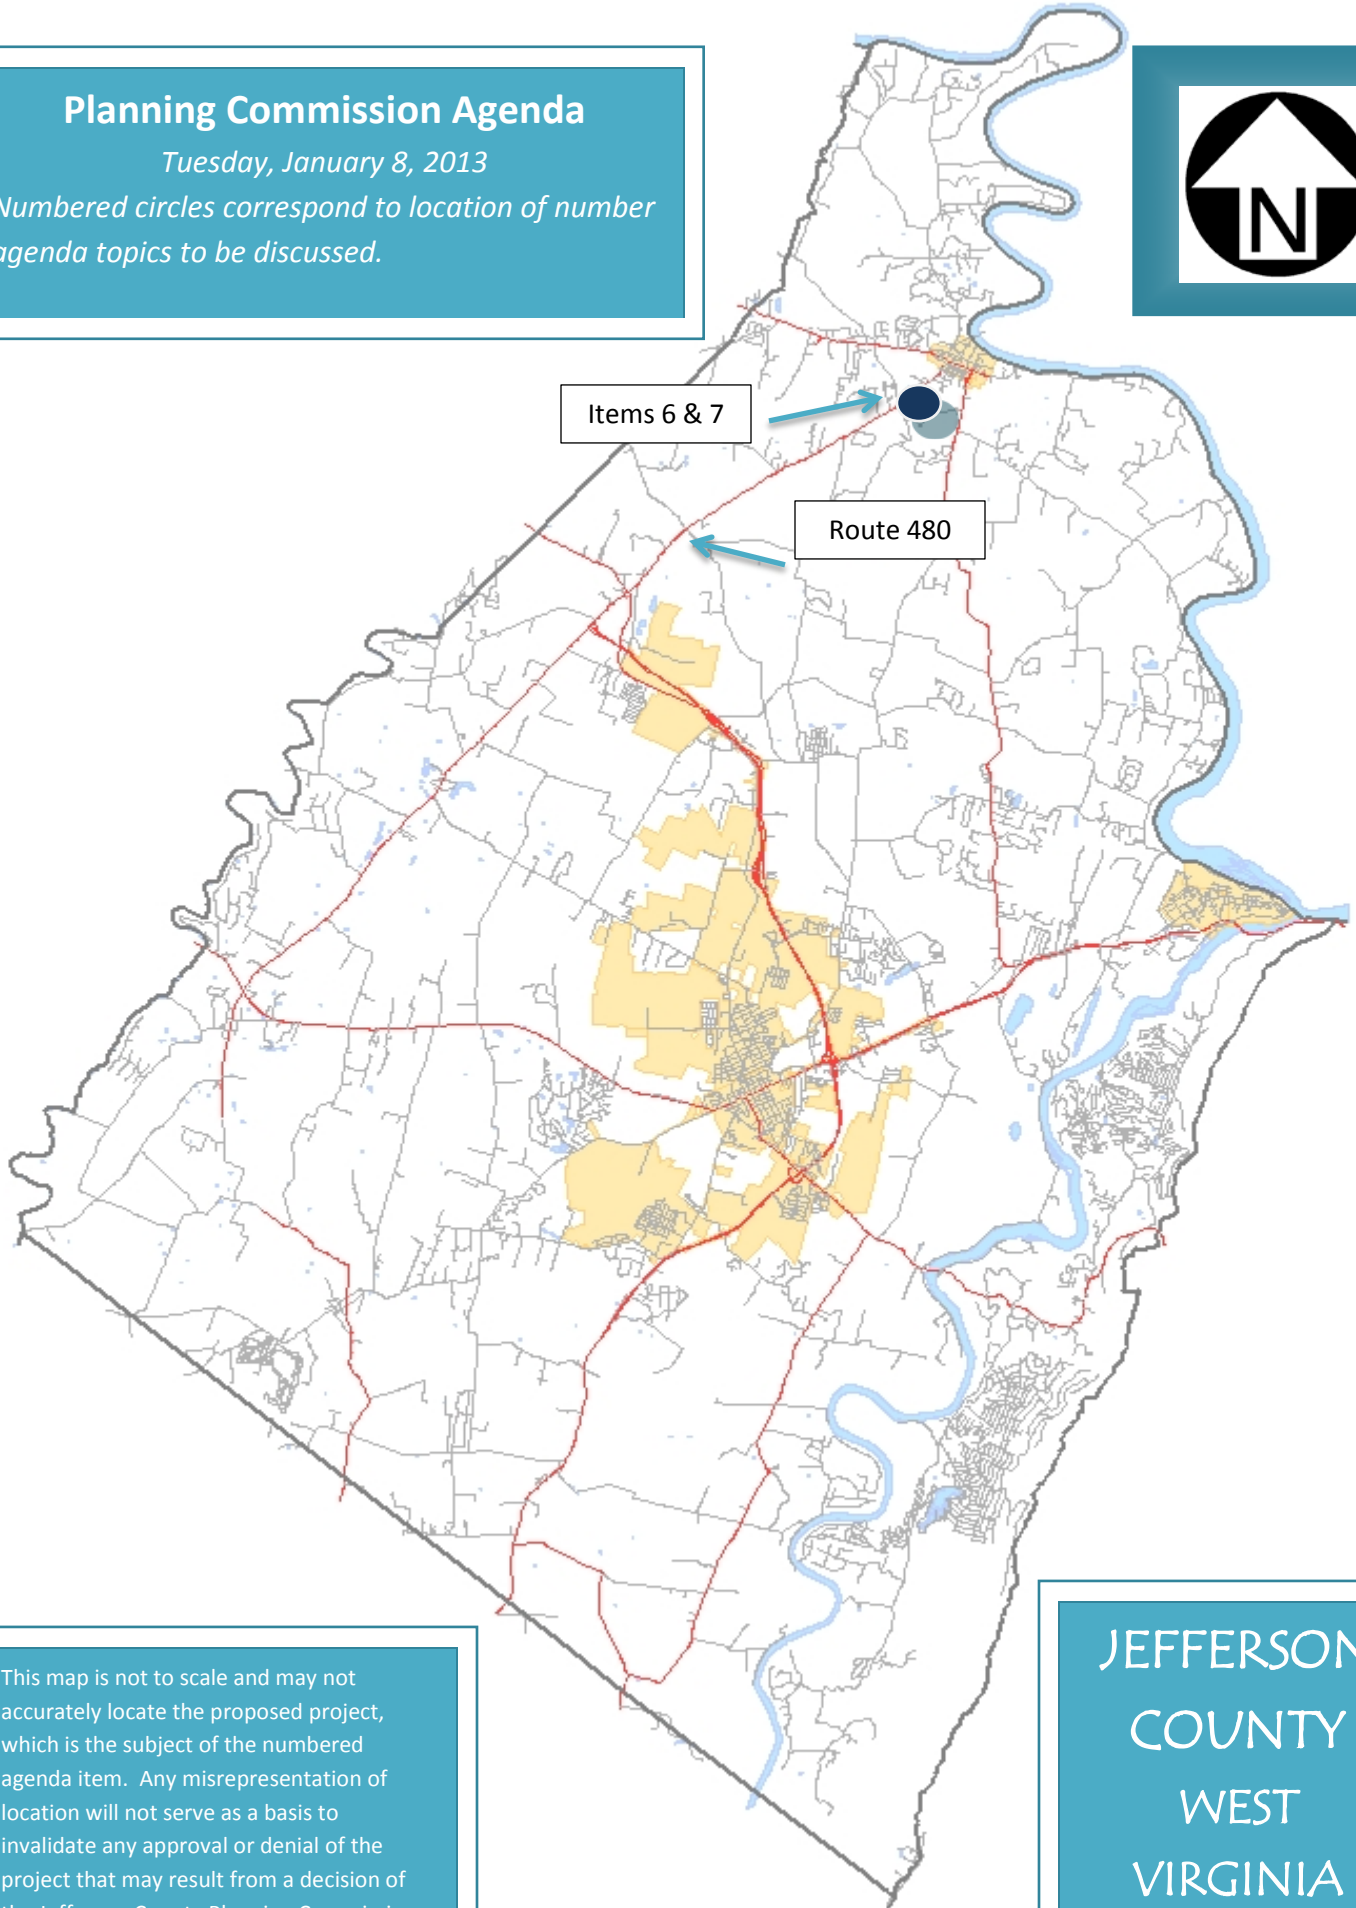 Planning Commission Agenda
Tuesday, January 8, 2013
Numbered circles correspond to location of number
agenda topics to be discussed.
N
Items 6 & 7
Route 480
This map is not to scale and may not
accurately locate the proposed project,
which is the subject of the numbered
agenda item. Any misrepresentation of
location will not serve as a basis to
invalidate any approval or denial of the
project that may result from a decision of
JEFFERSON
COUNTY
WEST
VIRGINIA